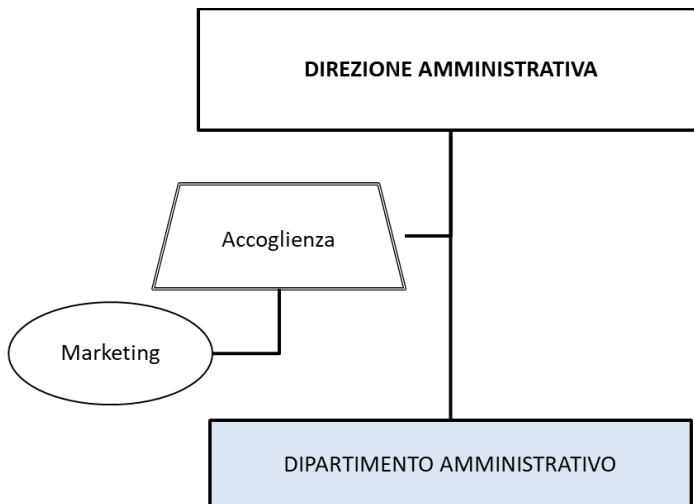 DIREZIONE AMMINISTRATIVA
Accoglienza
Marketing
DIPARTIMENTO AMMINISTRATIVO